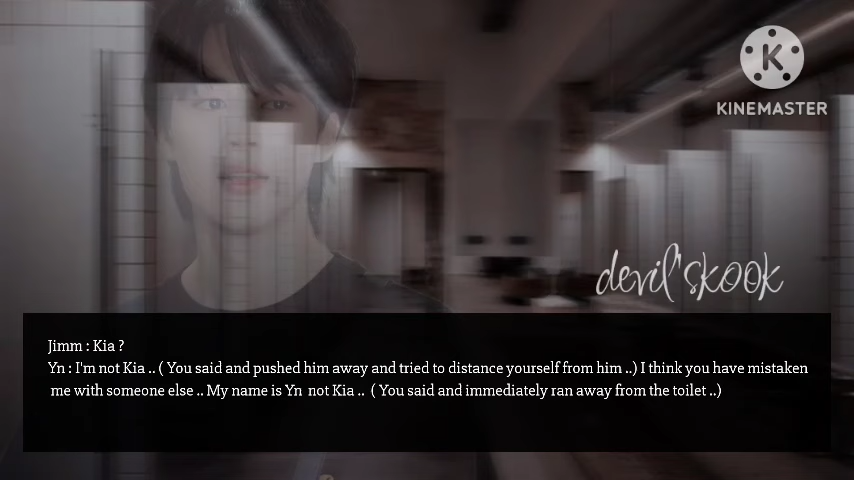 KINEMASTER
devil'skook
Jimm : Kia ?
Yn : I'm not Kia .. ( You said and pushed him away and tried to distance yourself from him ..) I think you have mistaken
me with someone else .. My name is Yn not Kia .. ( You said and immediately ran away from the toilet ..)